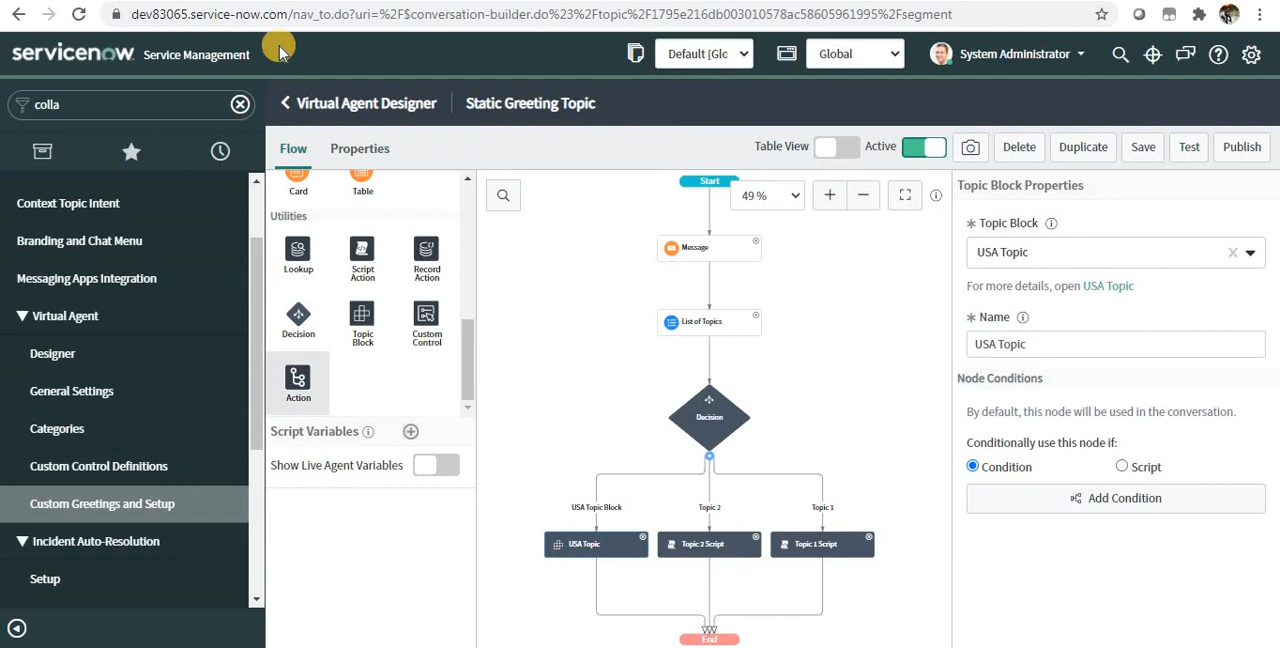 dev83065.service-now.com/nav_to.do?uri=%2F$conversation-builder.do%23%2Ftopic%2F1795e216db003010578ac58605961995%2Fsegment
servicenow Service Management
Default [Glc
Global
System Administrator
colla
Virtual Agent Designer
Static Greeting Topic
Flow
Properties
Table View
Active
Delete
Duplicate
Save
Test
Publish
Context Topic Intent
Branding and Chat Menu
Messaging Apps Integration
Virtual Agent
Designer
General Settings
Categories
Custom Control Definitions
Custom Greetings and Setup
Incident Auto-Resolution
Setup
Card
Table
Utilities
Lookup
Script Action
Record Action
Decision
Topic Block
Custom Control
Action
Script Variables
Show Live Agent Variables
49 %
Start
Message
List of Topics
Decision
USA Topic Block
Topic 2
Topic 1
USA Topic
Topic 2 Script
Topic 1 Script
End
Topic Block Properties
* Topic Block
USA Topic
For more details, open USA Topic
* Name
USA Topic
Node Conditions
By default, this node will be used in the conversation.
Conditionally use this node if:
Condition
Script
Add Condition